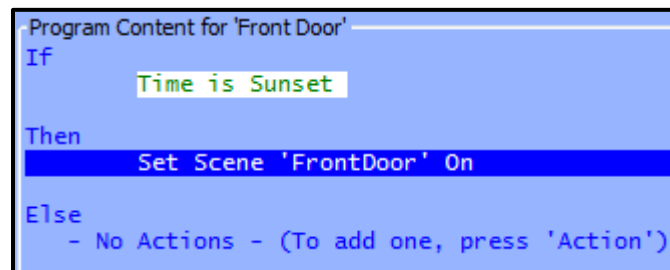 Program Content for 'Front Door'
If
Time is Sunset
Then
Set Scene 'FrontDoor' On
Else
- No Actions - (To add one, press 'Action')